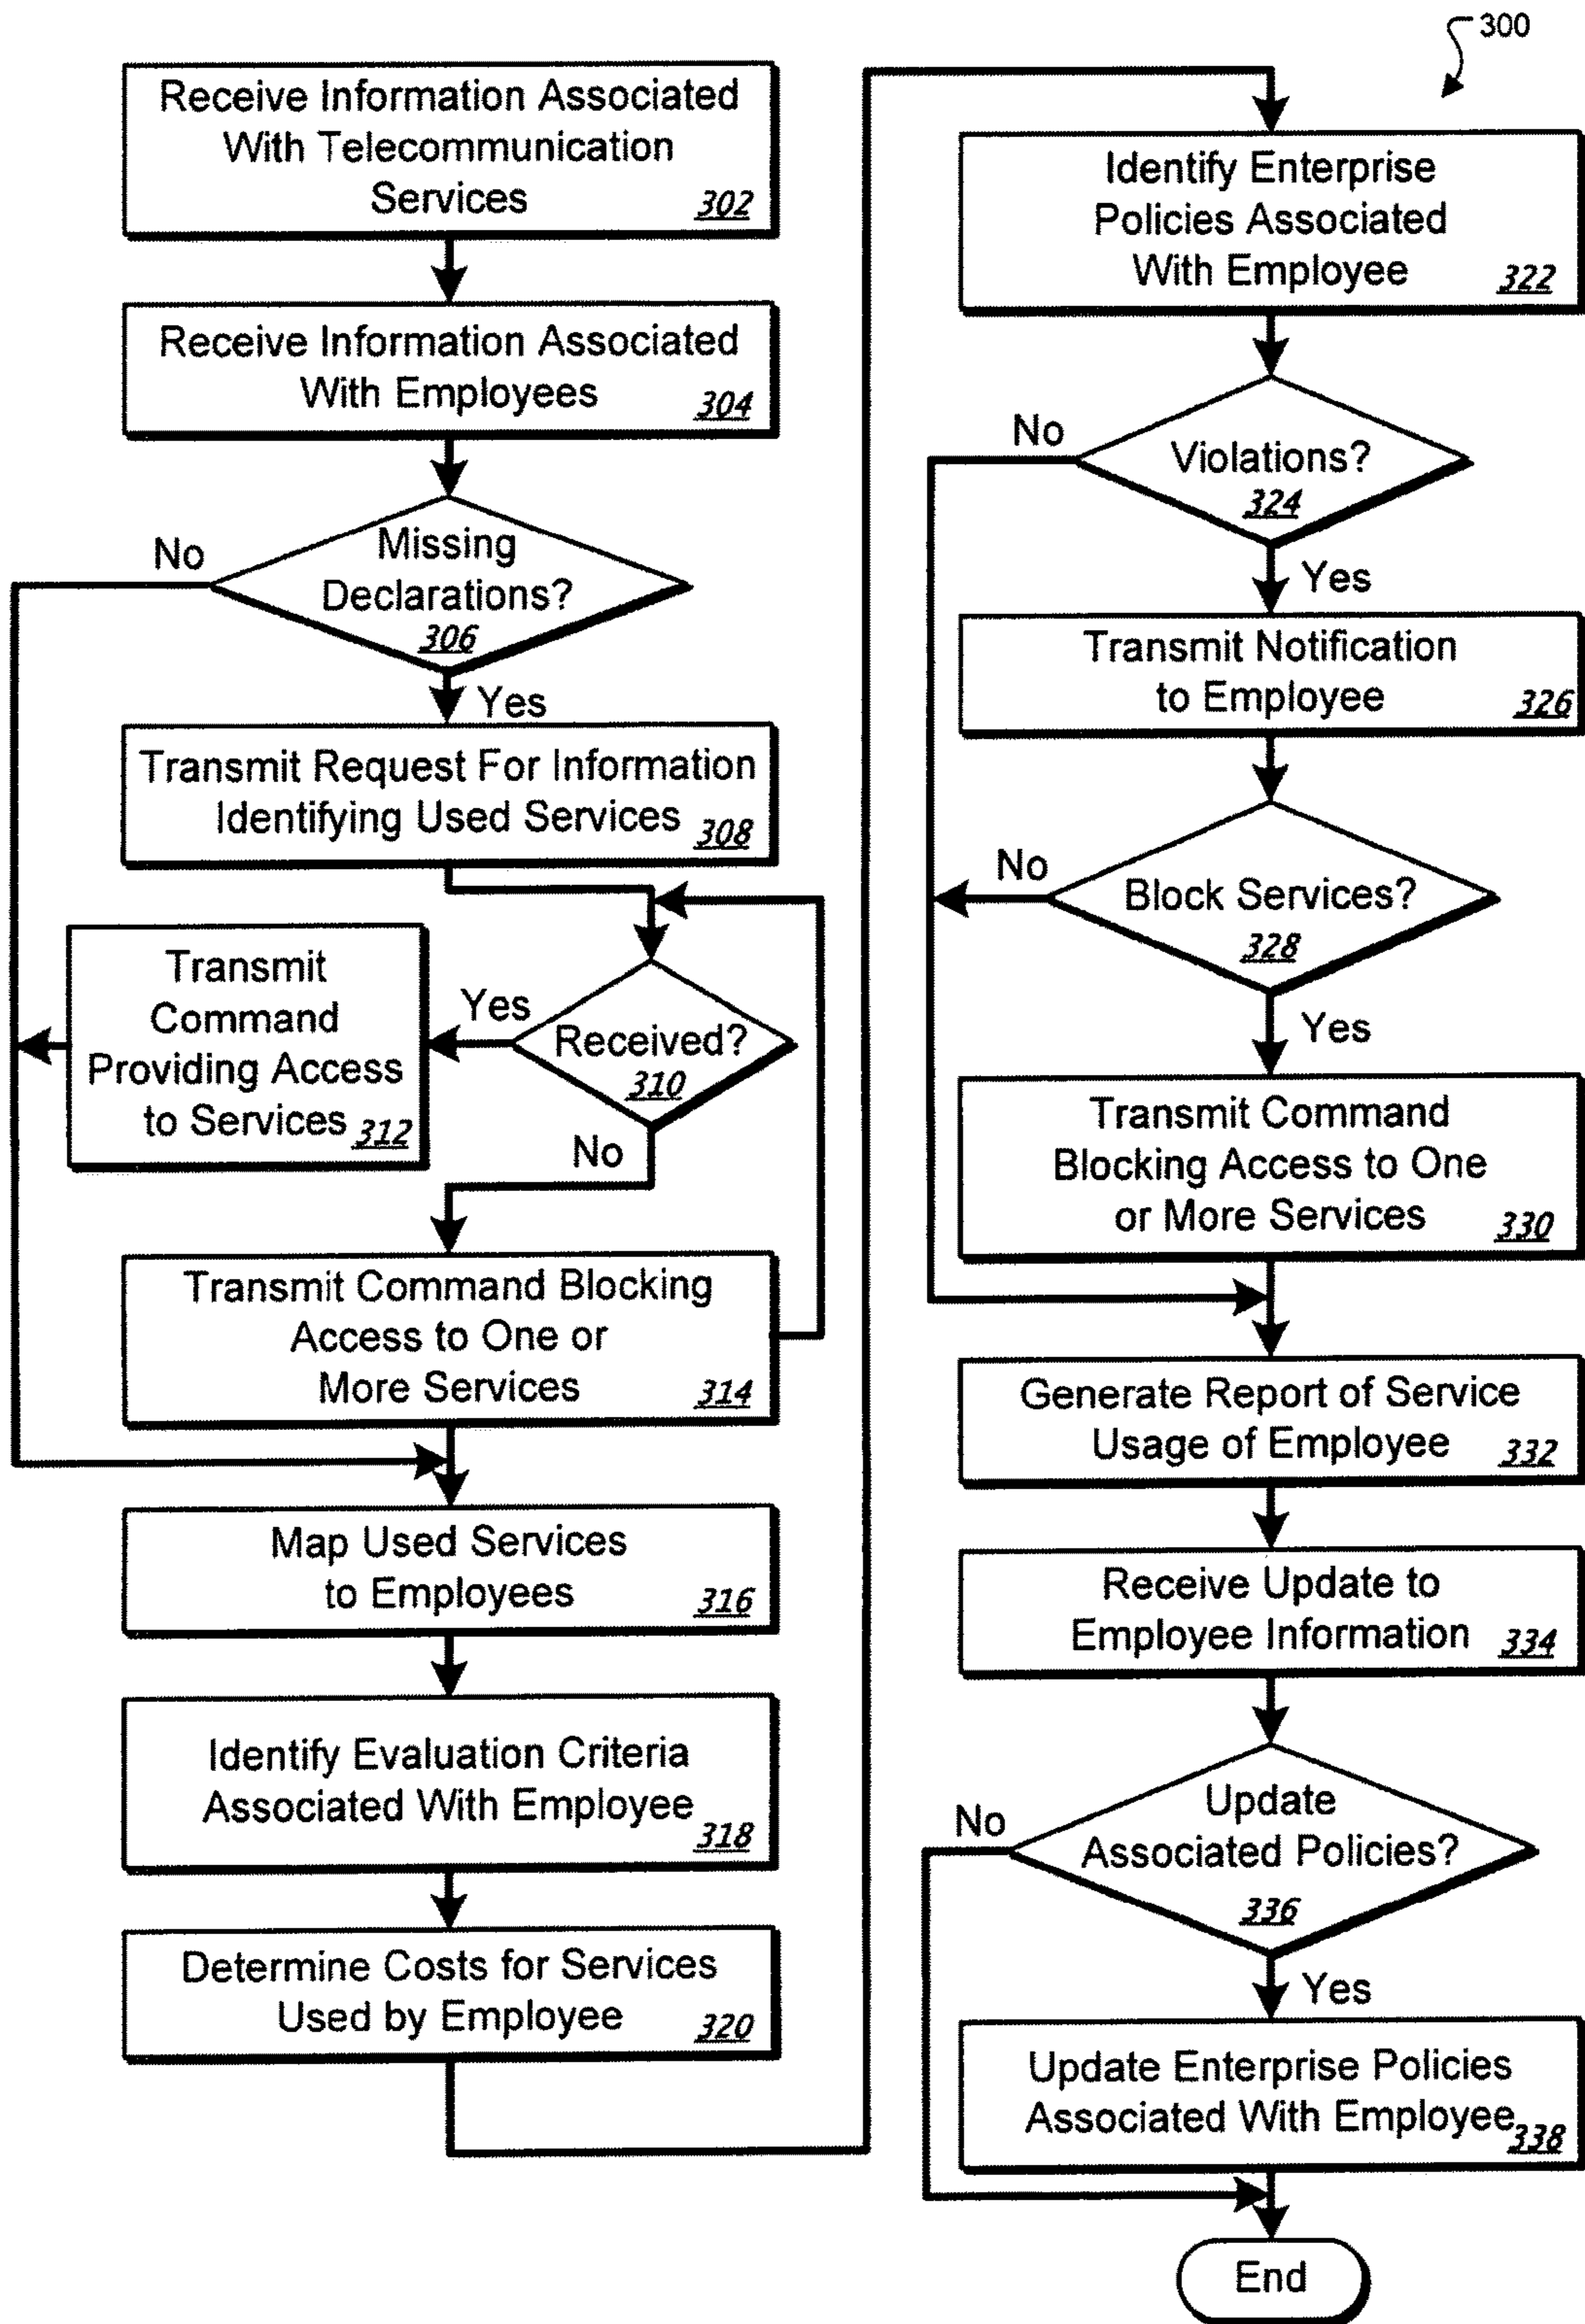 300
Receive Information Associated
With Telecommunication
Services 302
Receive Information Associated
With Employees 304
Missing
Declarations?
306
No
Yes
Transmit Request For Information
Identifying Used Services 308
Received?
310
Yes
No
Transmit
Command
Providing Access
to Services 312
Transmit Command Blocking
Access to One or
More Services 314
Map Used Services
to Employees 316
Identify Evaluation Criteria
Associated With Employee 318
Determine Costs for Services
Used by Employee 320
Identify Enterprise
Policies Associated
With Employee 322
Violations?
324
No
Yes
Transmit Notification
to Employee 326
Block Services?
328
No
Yes
Transmit Command
Blocking Access to One
or More Services 330
Generate Report of Service
Usage of Employee 332
Receive Update to
Employee Information 334
Update
Associated Policies?
336
No
Yes
Update Enterprise Policies
Associated With Employee 338
End